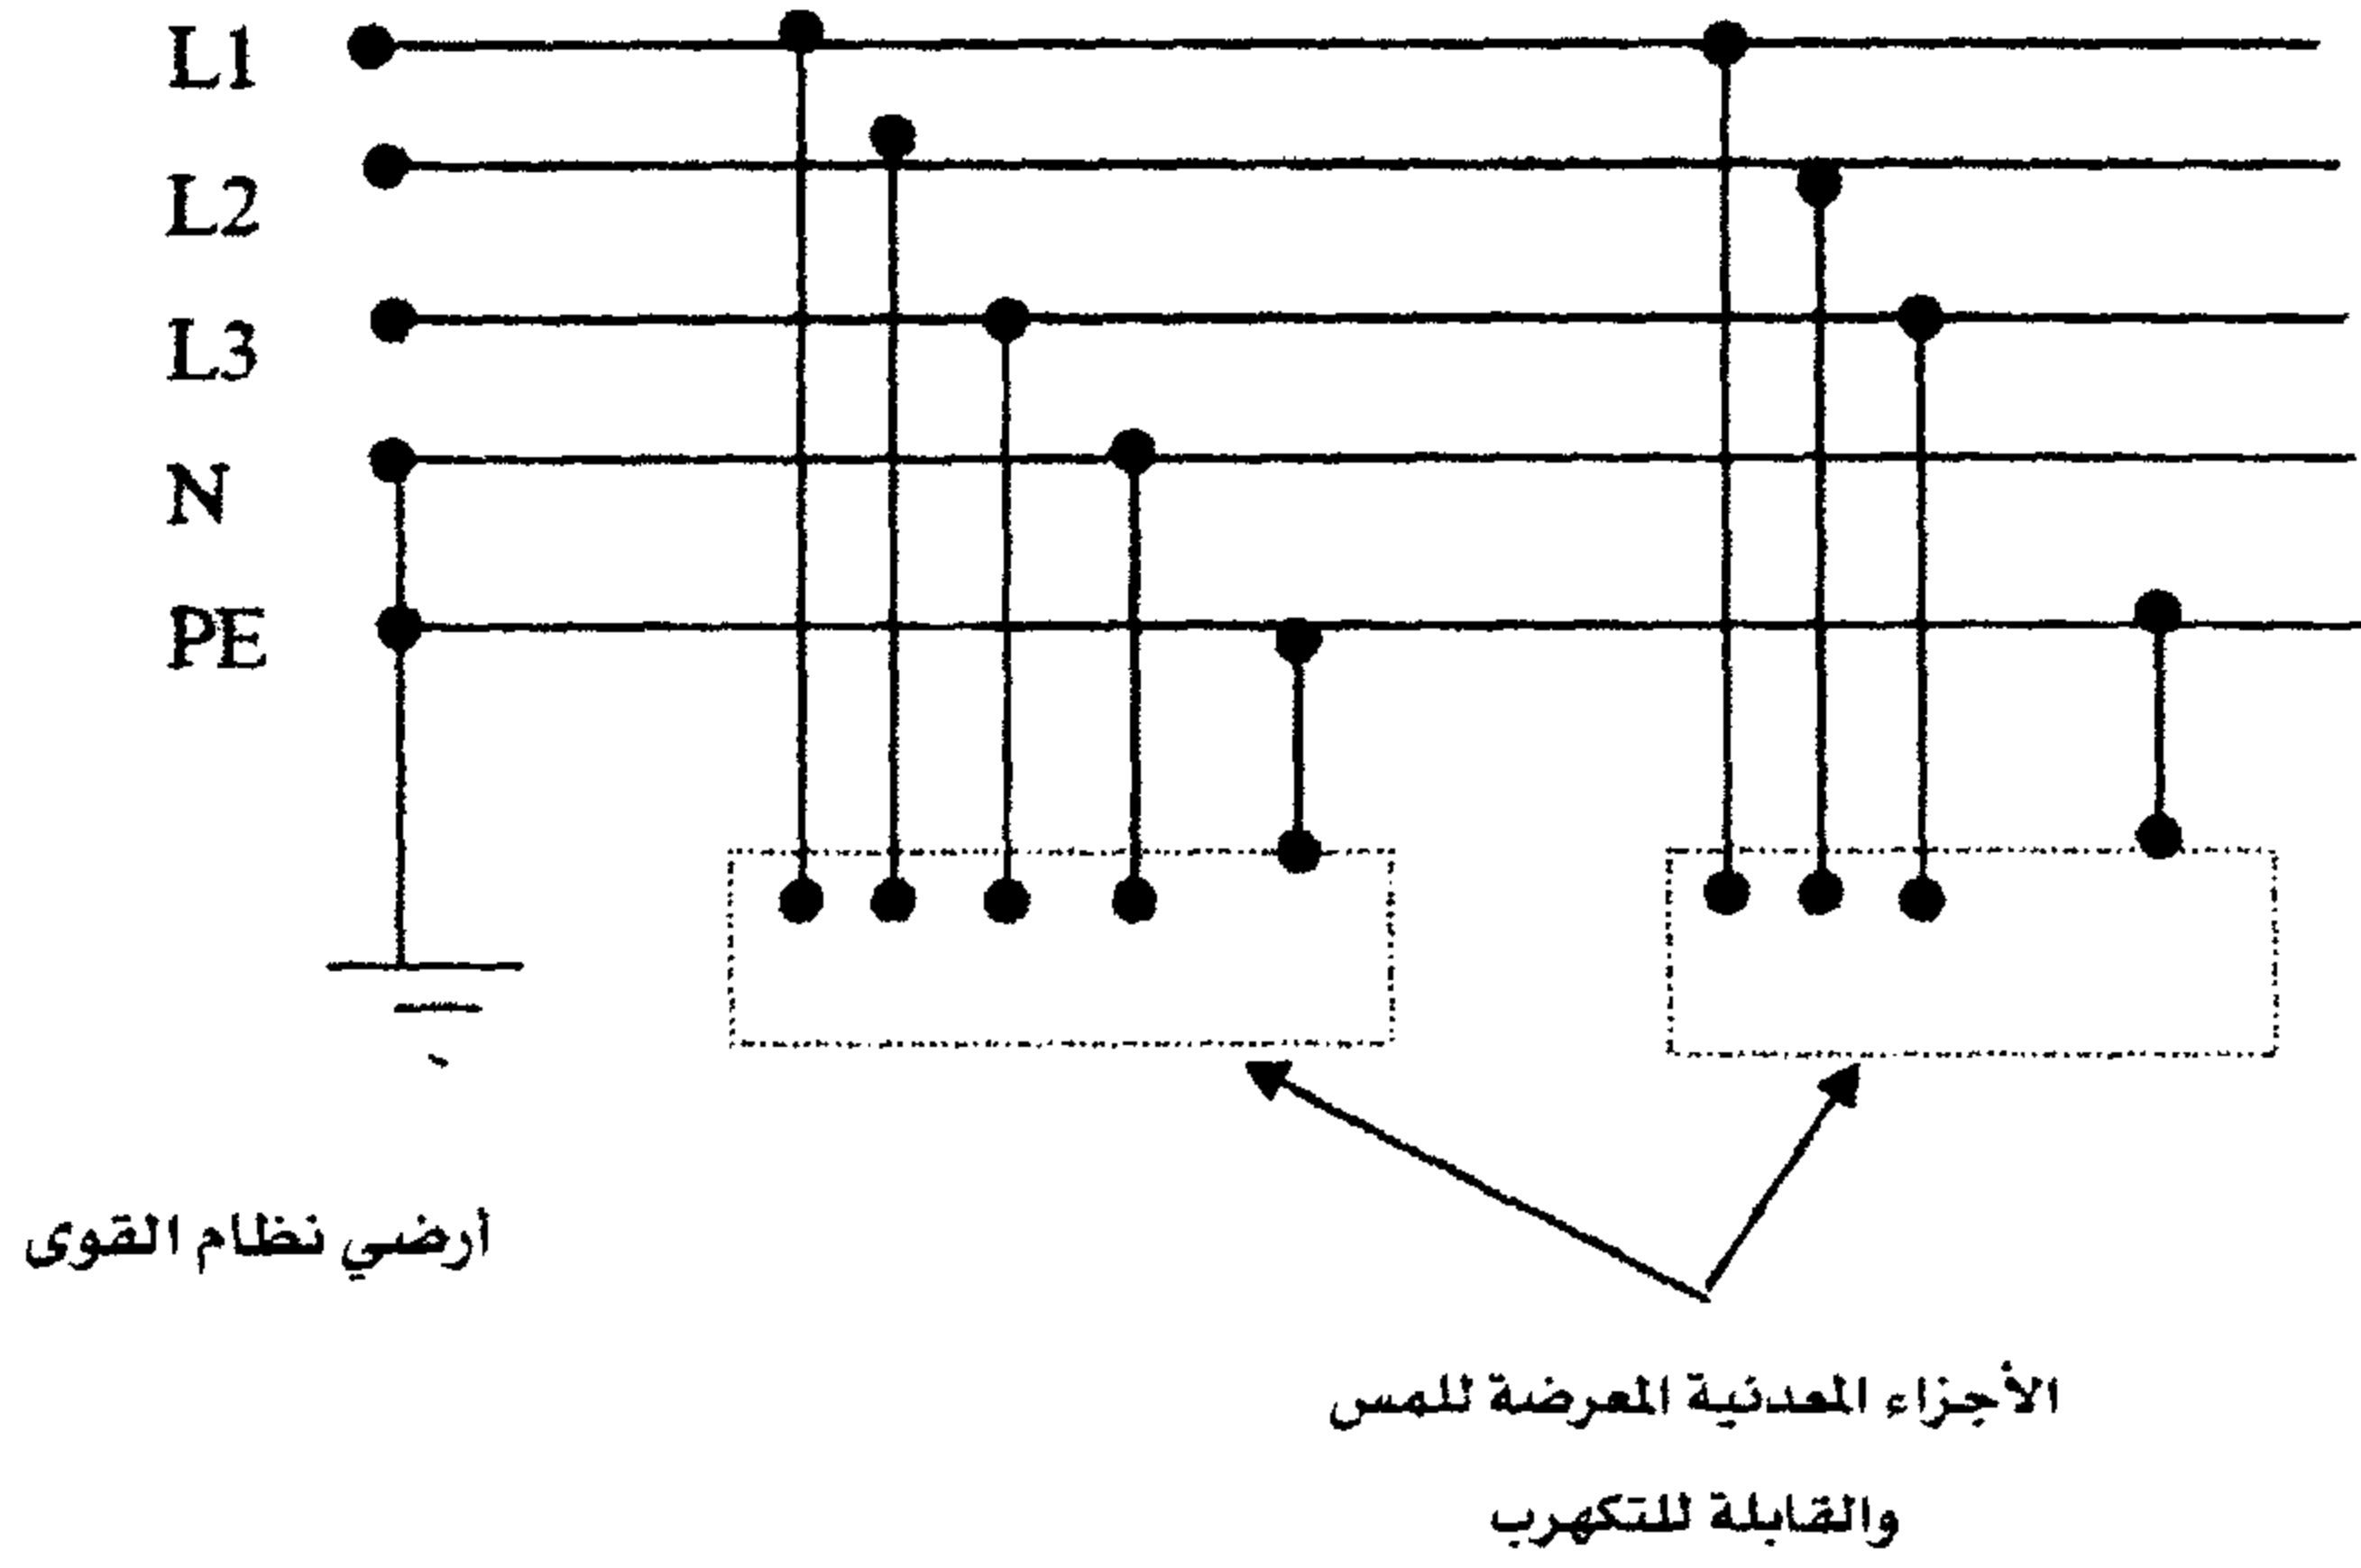 L1
L2
L3
N
PE
أرضي نظام القوى
الأجزاء المعدنية المعرضة للمس
والقابلة للتكهرب